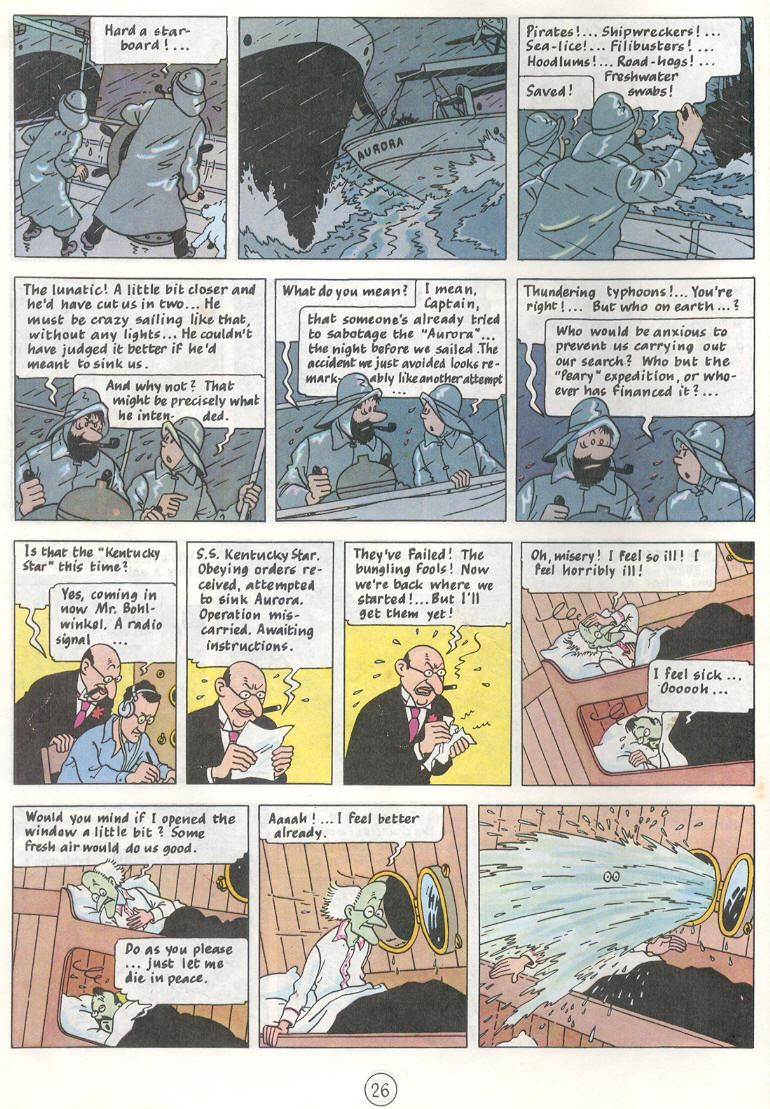 Hard a star-
board!...
AURORA
Pirates!... Shipwreckers!...
Sea-lice!... Filibusters!...
Hoodlums!... Road-hogs!...
Freshwater
swabs!
Saved!
The lunatic! A little bit closer and
he'd have cut us in two... He
must be crazy sailing like that,
without any lights... He couldn't
have judged it better if he'd
meant to sink us.
And why not? That
might be precisely what
he inten- ded.
What do you mean?
I mean,
Captain,
that someone's already tried
to sabotage the "Aurora"...
the night before we sailed. The
accident we just avoided looks re-
mark- ably like another attempt
...
Thundering typhoons!... You're
right!... But who on earth...?
Who would be anxious to
prevent us carrying out
our search? Who but the
"Peary" expedition, or who-
ever has financed it?...
Is that the "Kentucky
Star" this time?
Yes, coming in
now Mr. Bohl-
winkel. A radio
signal ...
S.S. Kentucky Star.
Obeying orders re-
ceived, attempted
to sink Aurora.
Operation mis-
carried. Awaiting
instructions.
They've failed! The
bungling fools! Now
we're back where we
started!... But I'll
get them yet!
Oh, misery! I feel so ill! I
feel horribly ill!
I feel sick...
Oooooh...
Would you mind if I opened the
window a little bit? Some
fresh air would do us good.
Do as you please
... just let me
die in peace.
Aaaah!... I feel better
already.
26